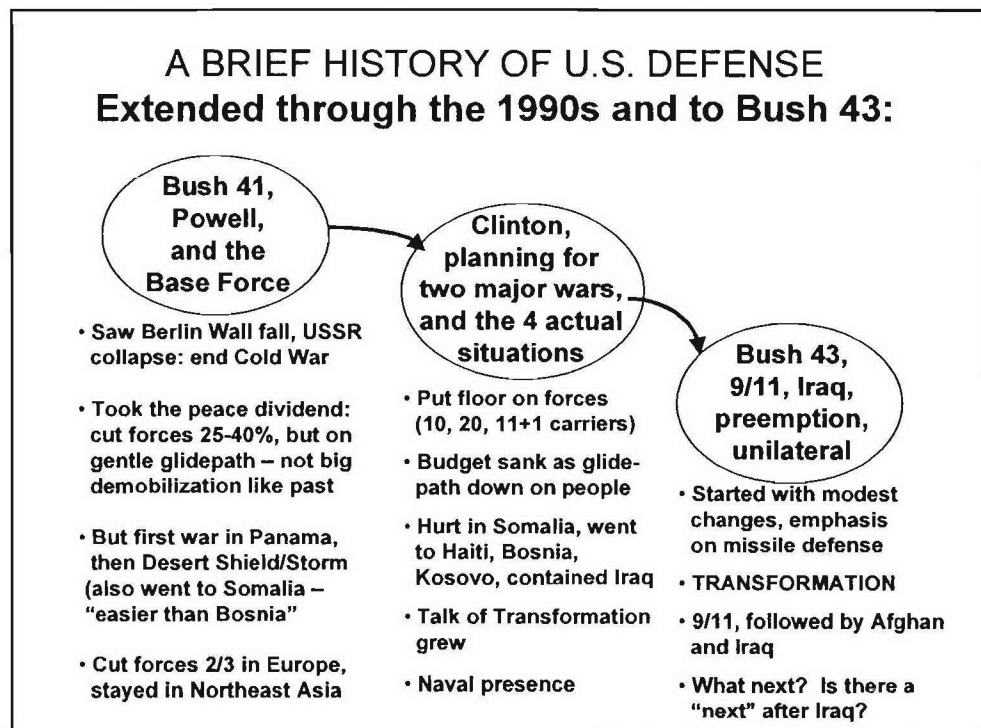 A BRIEF HISTORY OF U.S. DEFENSE
Extended through the 1990s and to Bush 43:
Bush 41,
Powell,
and the
Base Force
• Saw Berlin Wall fall, USSR
collapse: end Cold War
• Took the peace dividend:
cut forces 25-40%, but on
gentle glidepath – not big
demobilization like past
• But first war in Panama,
then Desert Shield/Storm
(also went to Somalia –
“easier than Bosnia”
• Cut forces 2/3 in Europe,
stayed in Northeast Asia
Clinton,
planning for
two major wars,
and the 4 actual
situations
• Put floor on forces
(10, 20, 11+1 carriers)
• Budget sank as glide-
path down on people
• Hurt in Somalia, went
to Haiti, Bosnia,
Kosovo, contained Iraq
• Talk of Transformation
grew
• Naval presence
Bush 43,
9/11, Iraq,
preemption,
unilateral
• Started with modest
changes, emphasis
on missile defense
• TRANSFORMATION
• 9/11, followed by Afghan
and Iraq
• What next?  Is there a
“next” after Iraq?